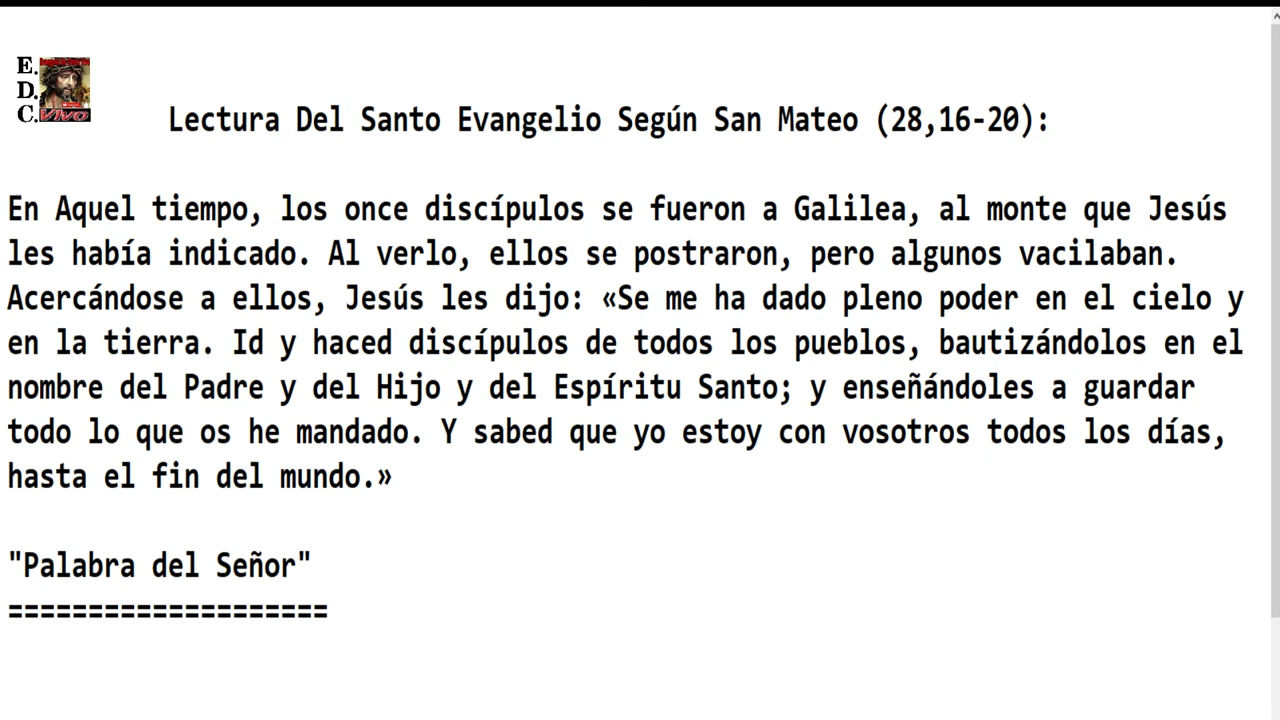 E.
D.
C.
Vivo
Lectura Del Santo Evangelio Según San Mateo (28,16-20):
En Aquel tiempo, los once discípulos se fueron a Galilea, al monte que Jesús
les había indicado. Al verlo, ellos se postraron, pero algunos vacilaban.
Acercándose a ellos, Jesús les dijo: «Se me ha dado pleno poder en el cielo y
en la tierra. Id y haced discípulos de todos los pueblos, bautizándolos en el
nombre del Padre y del Hijo y del Espíritu Santo; y enseñándoles a guardar
todo lo que os he mandado. Y sabed que yo estoy con vosotros todos los días,
hasta el fin del mundo.»
"Palabra del Señor"
====================